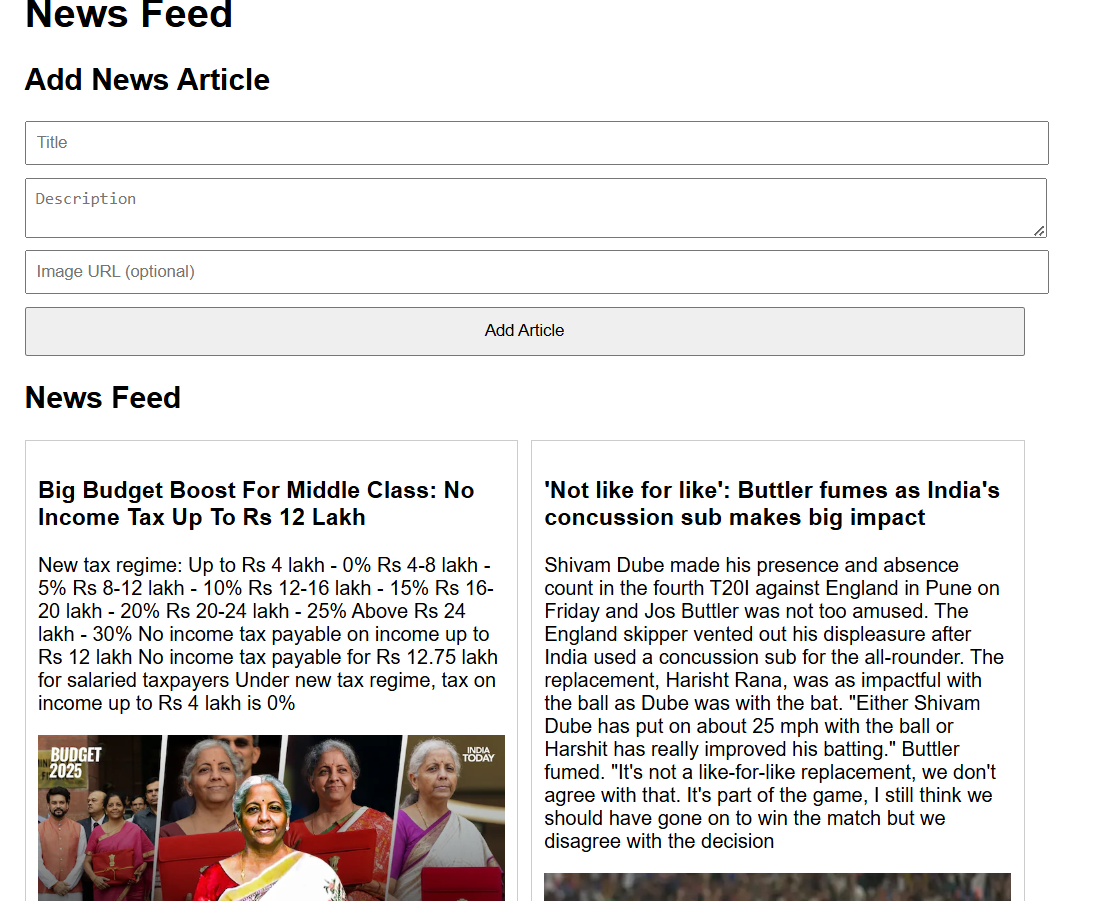 News Feed
Add News Article
Title
Description
Image URL (optional)
Add Article
News Feed
Big Budget Boost For Middle Class: No
Income Tax Up To Rs 12 Lakh
New tax regime: Up to Rs 4 lakh - 0% Rs 4-8 lakh -
5% Rs 8-12 lakh - 10% Rs 12-16 lakh - 15% Rs 16-
20 lakh - 20% Rs 20-24 lakh - 25% Above Rs 24
lakh - 30% No income tax payable on income up to
Rs 12 lakh No income tax payable for Rs 12.75 lakh
for salaried taxpayers Under new tax regime, tax on
income up to Rs 4 lakh is 0%
BUDGET
2025
INDIA
TODAY
'Not like for like': Buttler fumes as India's
concussion sub makes big impact
Shivam Dube made his presence and absence
count in the fourth T20I against England in Pune on
Friday and Jos Buttler was not too amused. The
England skipper vented out his displeasure after
India used a concussion sub for the all-rounder. The
replacement, Harisht Rana, was as impactful with
the ball as Dube was with the bat. "Either Shivam
Dube has put on about 25 mph with the ball or
Harshit has really improved his batting." Buttler
fumed. "It's not a like-for-like replacement, we don't
agree with that. It's part of the game, I still think we
should have gone on to win the match but we
disagree with the decision